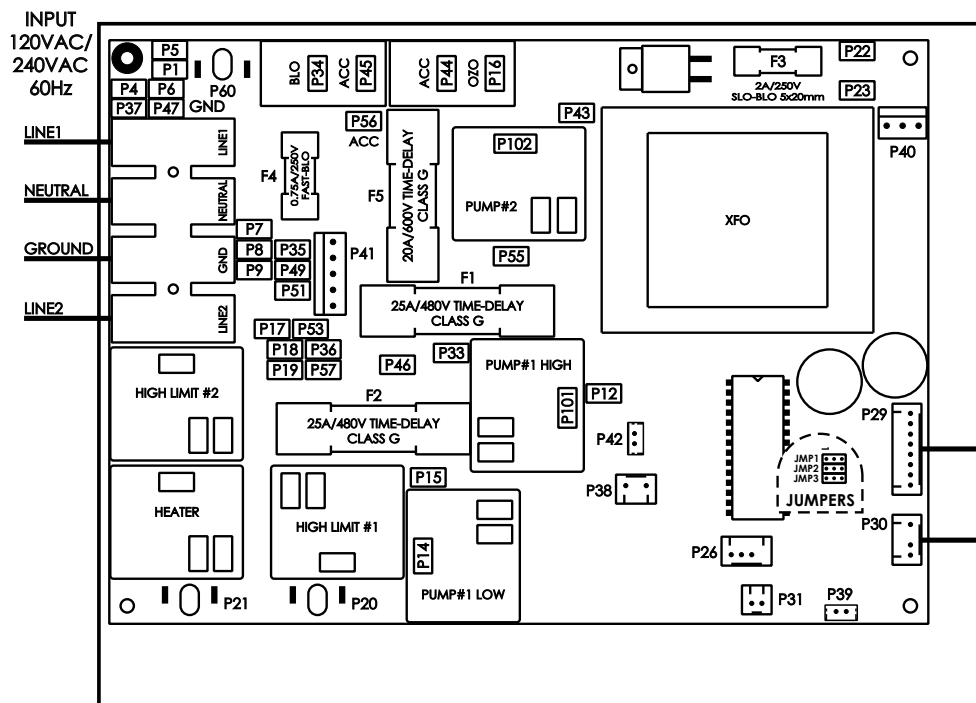 INPUT
120VAC/
240VAC
60Hz
P5
P1
P4
P6
P37
P47
GND
P60
BLO
P34
ACC
P45
ACC
P44
OZO
P16
F3
2A/250V
SLO-BLO 5x20mm
P22
P23
P43
P40
P56
ACC
LINE1
LINE1
NEUTRAL
NEUTRAL
GROUND
GND
LINE2
LINE2
F4
0.75A/250V
FAST-BLO
F5
20A/600V TIME-DELAY
CLASS G
P102
PUMP#2
P55
XFO
P7
P8
P35
P9
P49
P51
P41
F1
25A/480V TIME-DELAY
CLASS G
P17
P53
P18
P36
P19
P57
P46
P33
PUMP#1 HIGH
P101
P12
HIGH LIMIT #2
F2
25A/480V TIME-DELAY
CLASS G
P42
P38
P29
JMP1
JMP2
JMP3
1
JUMPERS
P30
HEATER
HIGH LIMIT #1
P15
P14
PUMP#1 LOW
P26
P31
P39
P21
P20